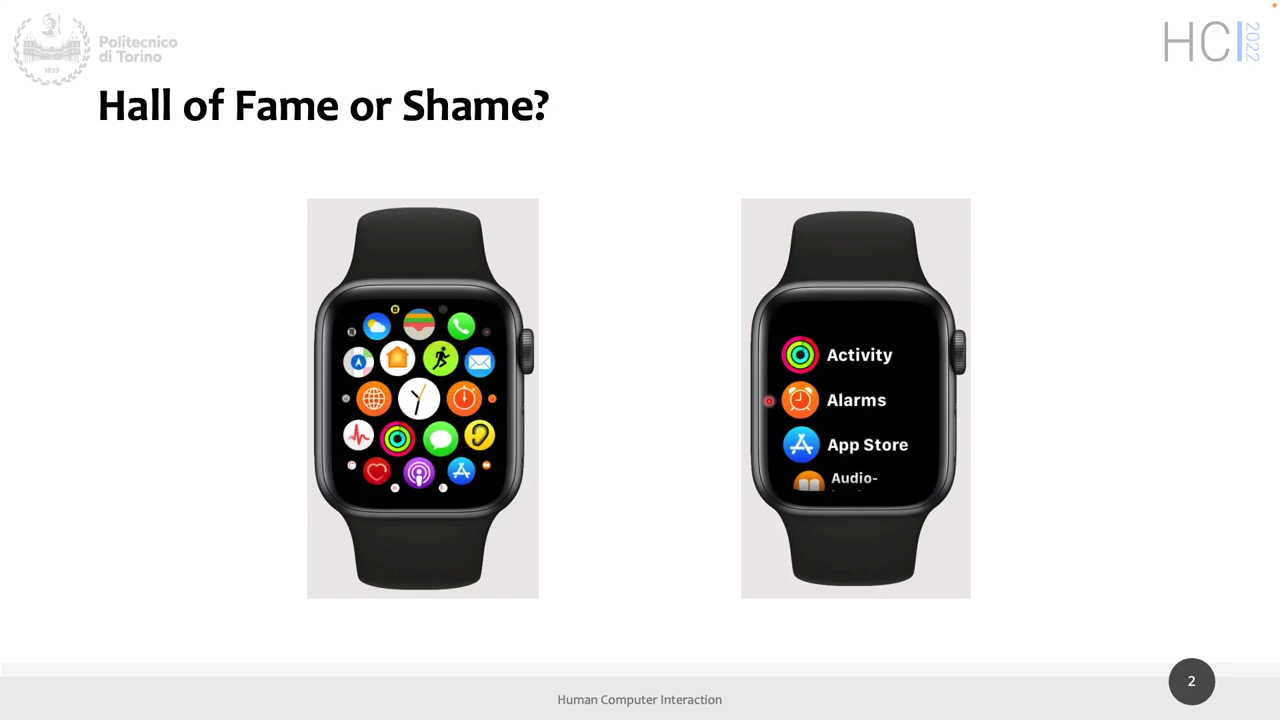 Politecnico
di Torino
1859
HCI 2022
Hall of Fame or Shame?
Activity
Alarms
App Store
Audio-
Human Computer Interaction
2